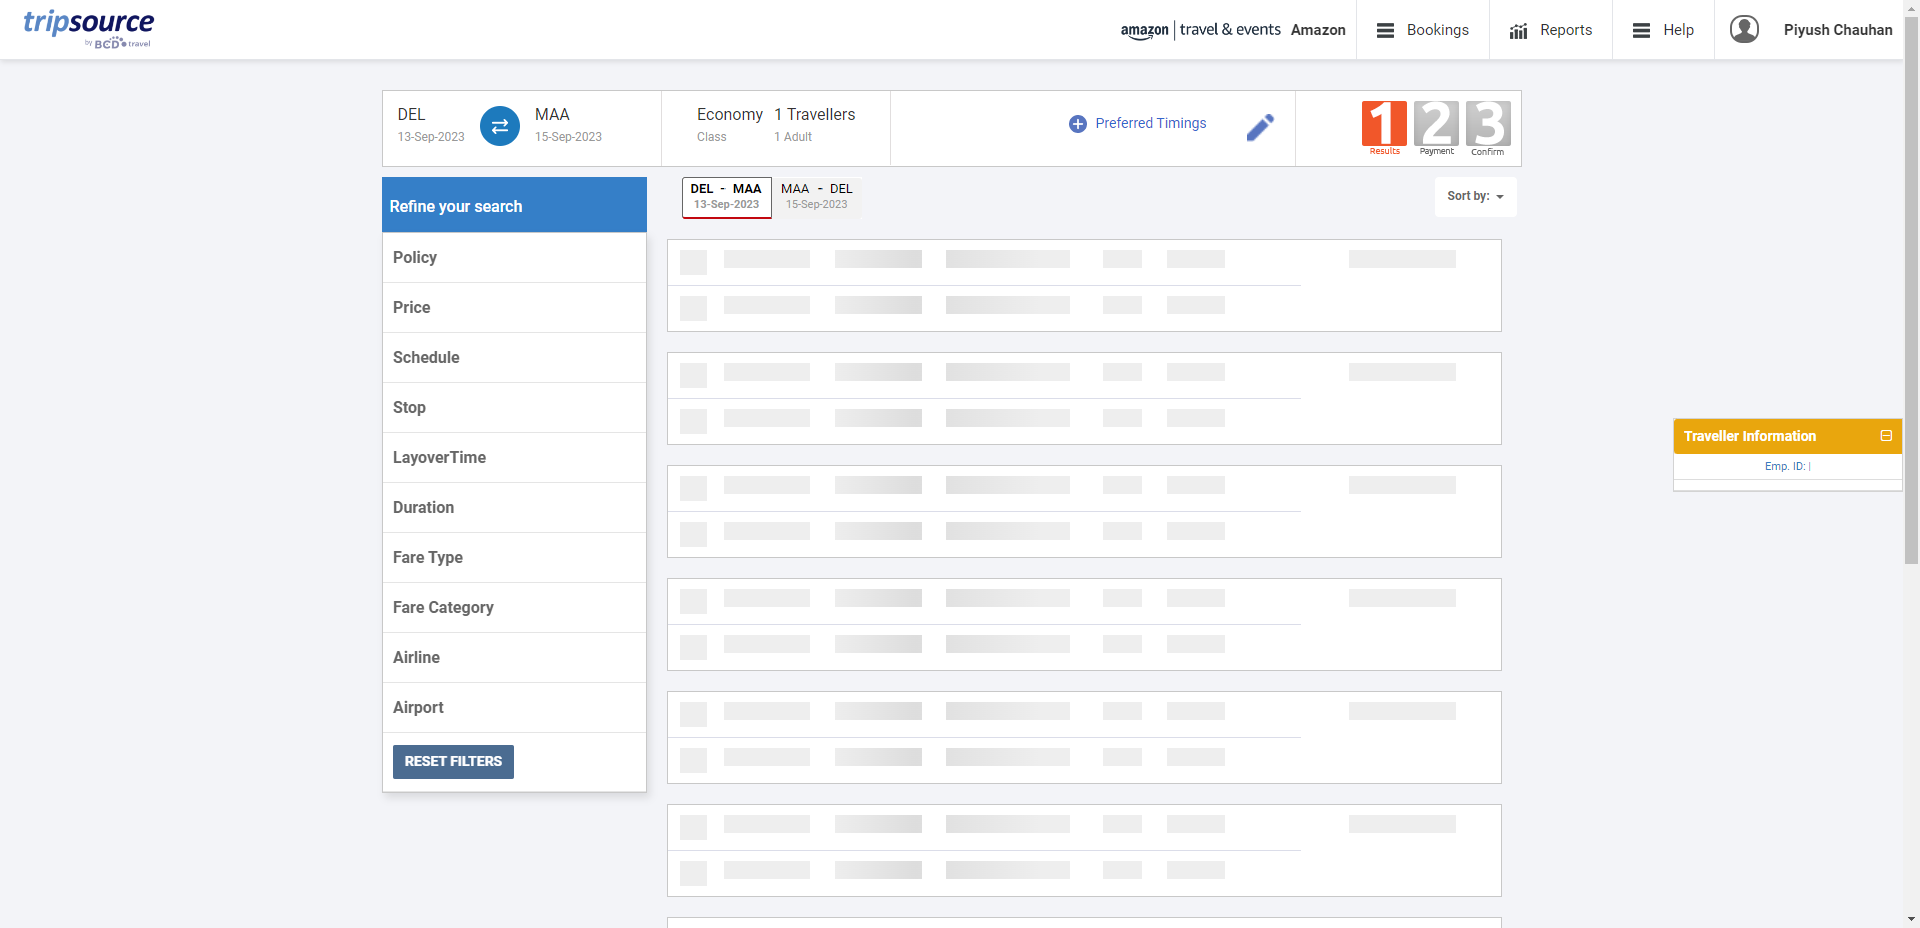 tripsource
by BCD travel
amazon | travel & events Amazon
Bookings
Reports
Help
Piyush Chauhan
DEL
13-Sep-2023
MAA
15-Sep-2023
Economy
Class
1 Travellers
1 Adult
Preferred Timings
1 2 3
Results Payment Confirm
Refine your search
DEL - MAA
13-Sep-2023
MAA - DEL
15-Sep-2023
Sort by:
Policy
Price
Schedule
Stop
LayoverTime
Duration
Fare Type
Fare Category
Airline
Airport
RESET FILTERS
Traveller Information
Emp. ID: |